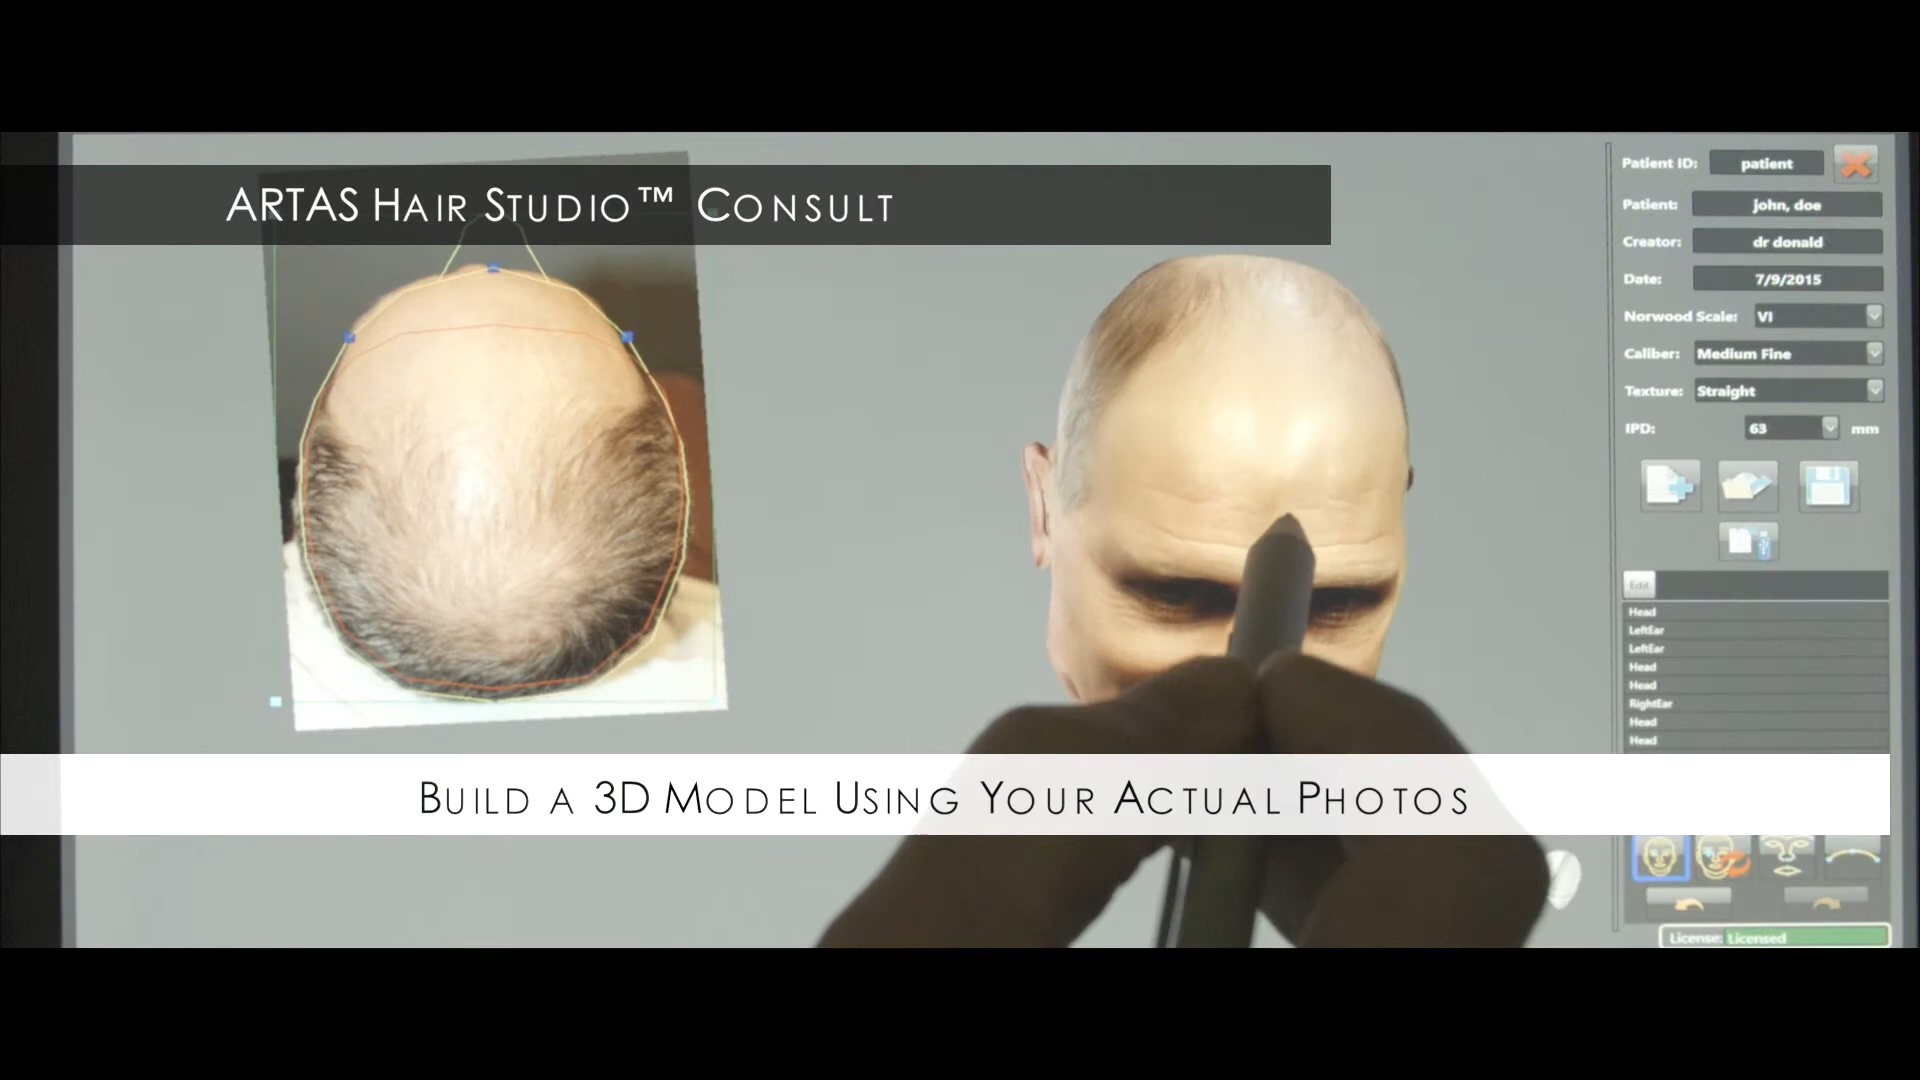 ARTAS HAIR STUDIO™ CONSULT
Patient ID: patient
Patient: john, doe
Creator: dr donald
Date: 7/9/2015
Norwood Scale: VI
Caliber: Medium Fine
Texture: Straight
IPD: 63 mm
Edit
Head
LeftEar
LeftEar
Head
Head
RightEar
Head
Head
BUILD A 3D MODEL USING YOUR ACTUAL PHOTOS
License: Licensed